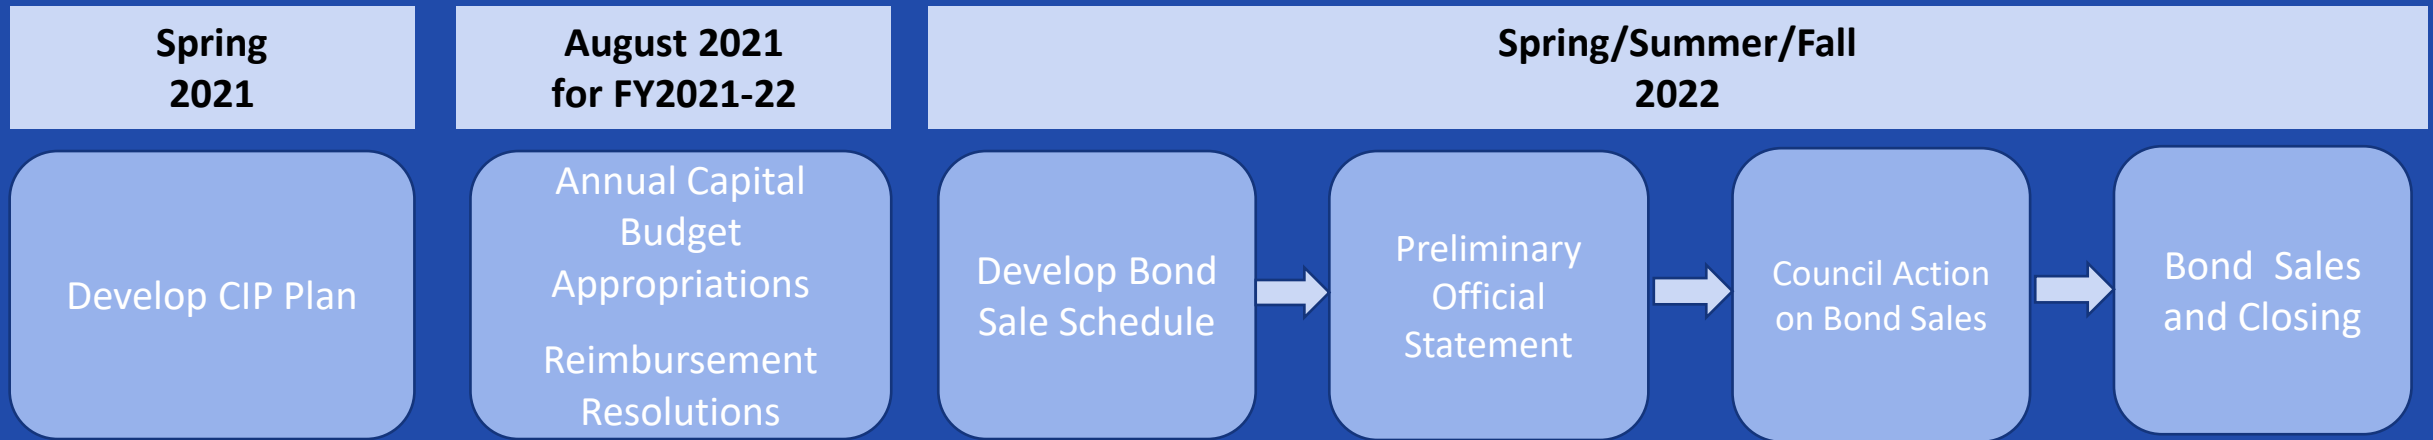 Spring
2021
August 2021
for FY2021-22
Spring/Summer/Fall
2022
Develop CIP Plan
Annual Capital
Budget
Appropriations
Reimbursement
Resolutions
Develop Bond
Sale Schedule
Preliminary
Official
Statement
Council Action
on Bond Sales
Bond  Sales
and Closing